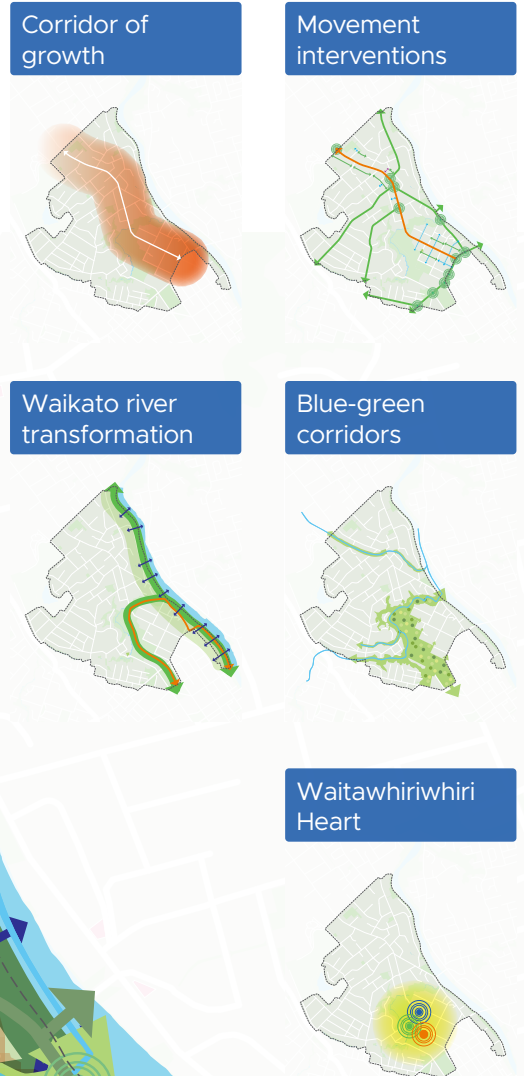 Corridor of
growth
Movement
interventions
Waikato river
transformation
Blue-green
corridors
Waitawhiriwhiri
Heart